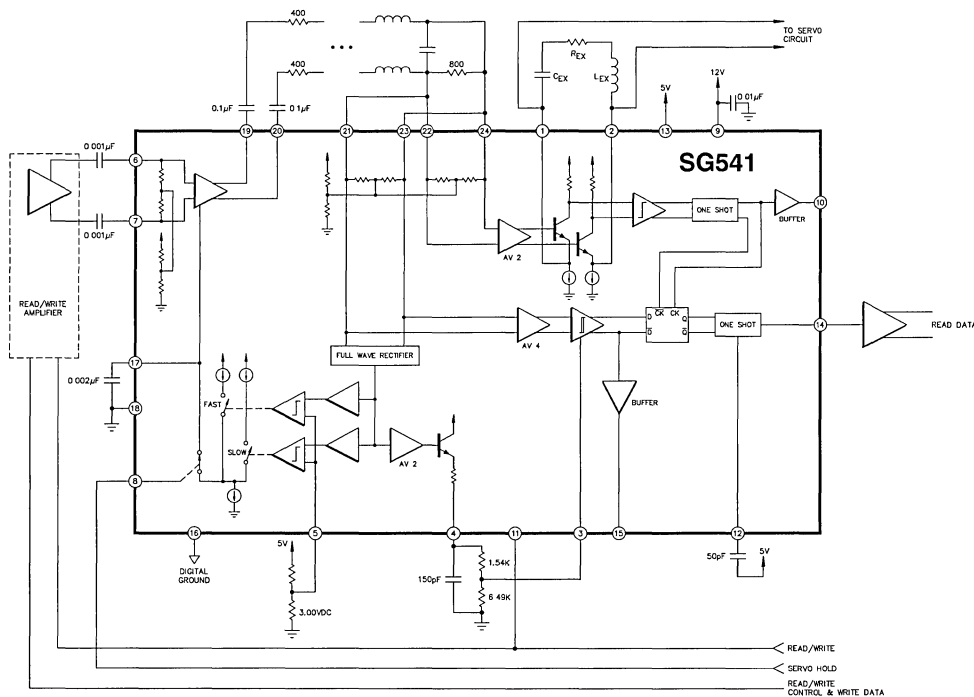 400
TO SERVO
CIRCUIT
400
800
REX
CEX
LEX
0.1µF
0 1µF
5V
12V
0 01µF
19
20
21
23
22
24
1
2
13
9
SG541
0 001µF
6
7
0 001µF
READ/WRITE
AMPLIFIER
AV 2
ONE SHOT
BUFFER
10
D
CK
CK
Q
D
Q
ONE SHOT
14
READ DATA
AV 4
FULL WAVE RECTIFIER
17
0 002µF
18
FAST
SLOW
8
AV 2
BUFFER
16
5
4
11
3
15
12
DIGITAL
GROUND
5V
3.00VDC
150pF
1.54K
6 49K
50pF
5V
READ/WRITE
SERVO HOLD
READ/WRITE
CONTROL & WRITE DATA